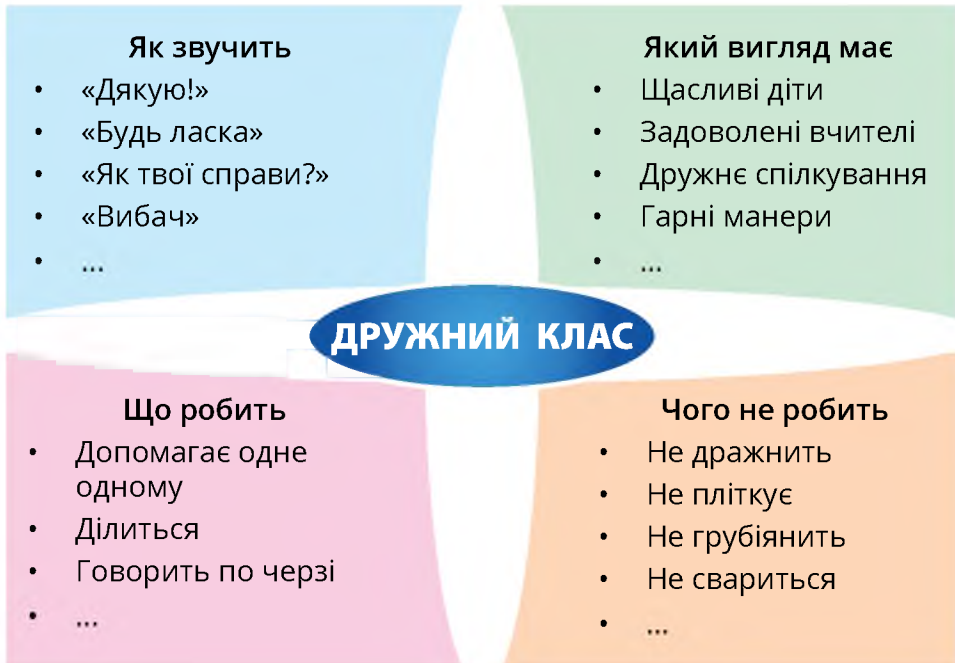 Як звучить
• «Дякую!»
• «Будь ласка»
• «Як твої справи?»
• «Вибач»
• ...
Який вигляд має
• Щасливі діти
• Задоволені вчителі
• Дружнє спілкування
• Гарні манери
• ...
ДРУЖНИЙ КЛАС
Що робить
• Допомагає одне
одному
• Ділиться
• Говорить по черзі
• ...
Чого не робить
• Не дражнить
• Не пліткує
• Не грубіянить
• Не свариться
• ...